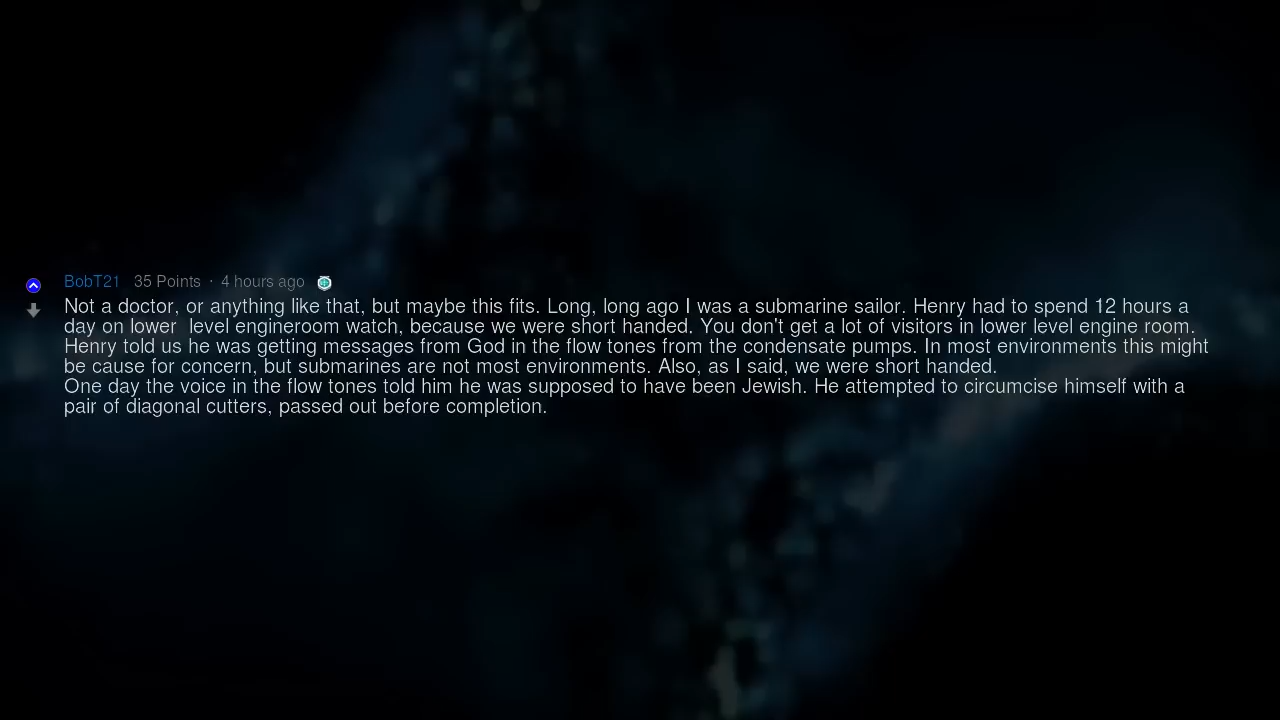 BobT21 35 Points · 4 hours ago
Not a doctor, or anything like that, but maybe this fits. Long, long ago I was a submarine sailor. Henry had to spend 12 hours a
day on lower  level engineroom watch, because we were short handed. You don't get a lot of visitors in lower level engine room.
Henry told us he was getting messages from God in the flow tones from the condensate pumps. In most environments this might
be cause for concern, but submarines are not most environments. Also, as I said, we were short handed.
One day the voice in the flow tones told him he was supposed to have been Jewish. He attempted to circumcise himself with a
pair of diagonal cutters, passed out before completion.